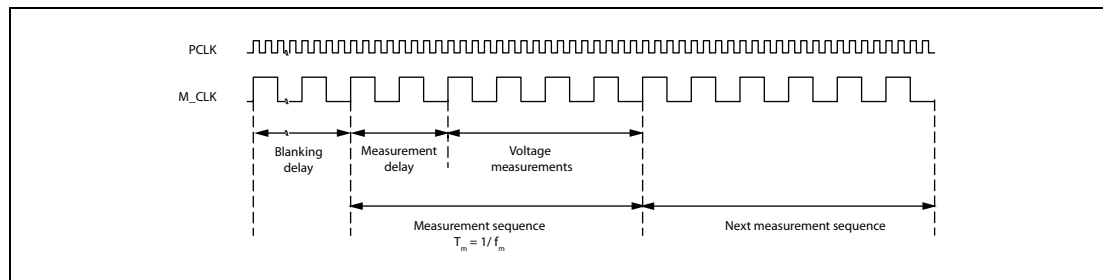 PCLK
M_CLK
Blanking
delay
Measurement
delay
Voltage
measurements
Measurement sequence
T_m = 1/ f_m
Next measurement sequence